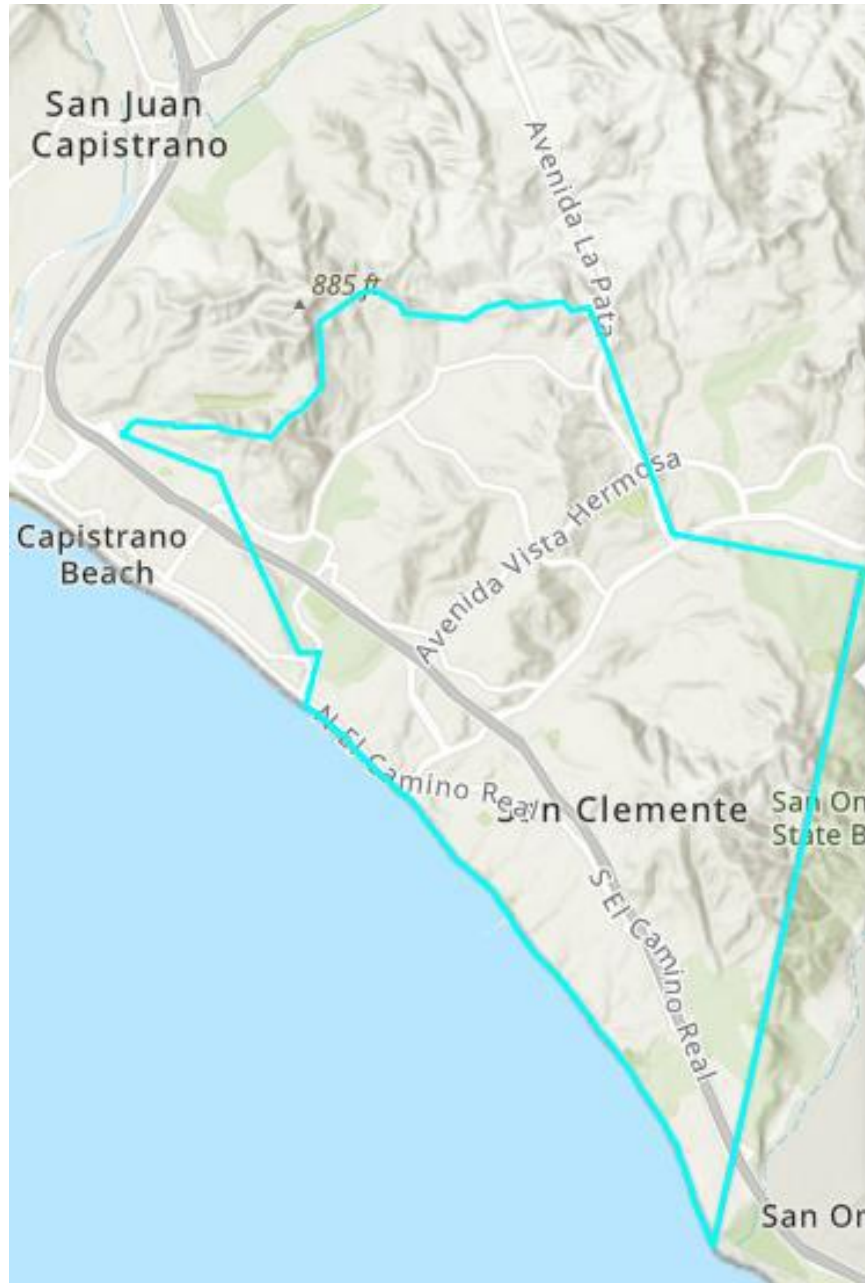 San Juan
Capistrano
Avenida La Pata
885 ft
Avenida Vista Hermosa
Capistrano
Beach
N El Camino Real
San Clemente
San On
State B
S El Camino Real
San On